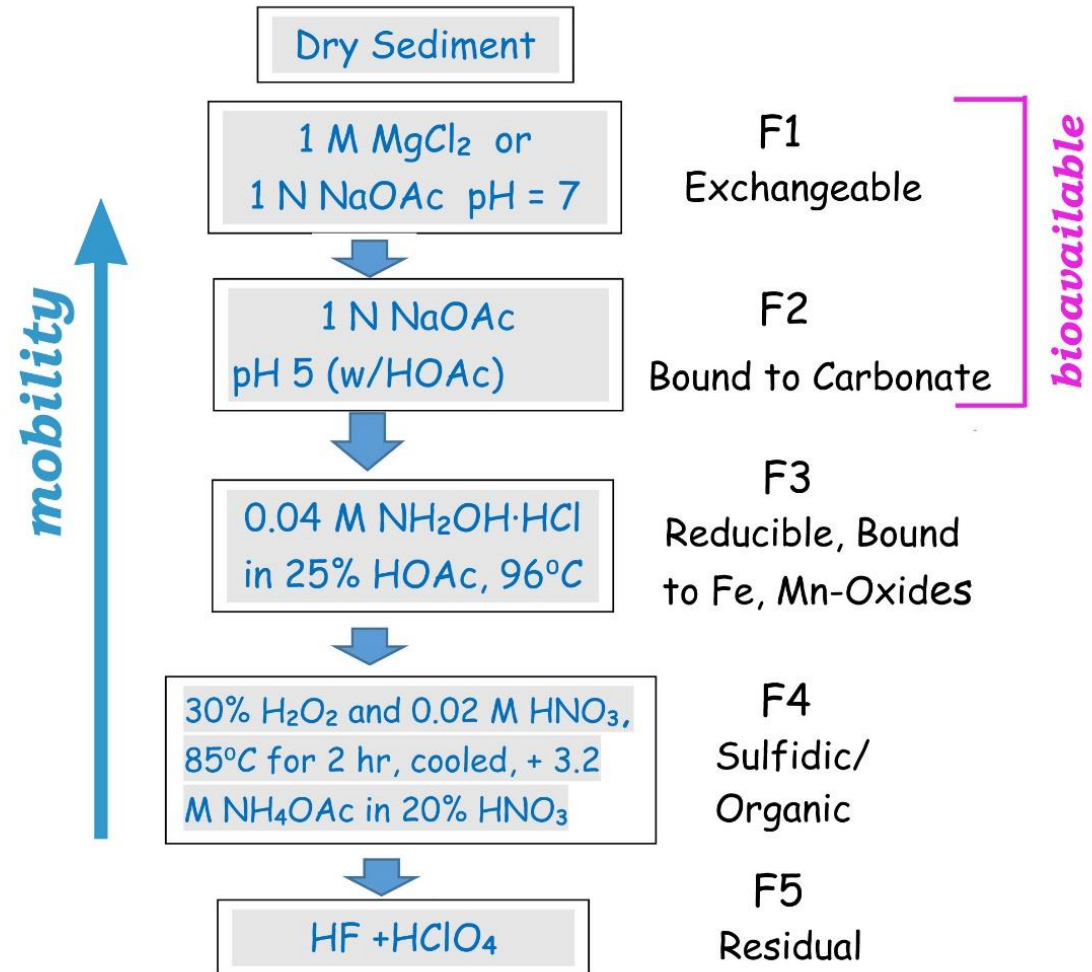 Dry Sediment
1 M MgCl₂ or
1 N NaOAc pH = 7
F1
Exchangeable
bioavailable
mobility
1 N NaOAc
pH 5 (w/HOAc)
F2
Bound to Carbonate
0.04 M NH₂OH·HCl
in 25% HOAc, 96⁰C
F3
Reducible, Bound
to Fe, Mn-Oxides
30% H₂O₂ and 0.02 M HNO₃,
85⁰C for 2 hr, cooled, + 3.2
M NH₄OAc in 20% HNO₃
F4
Sulfidic/
Organic
HF +HClO₄
F5
Residual